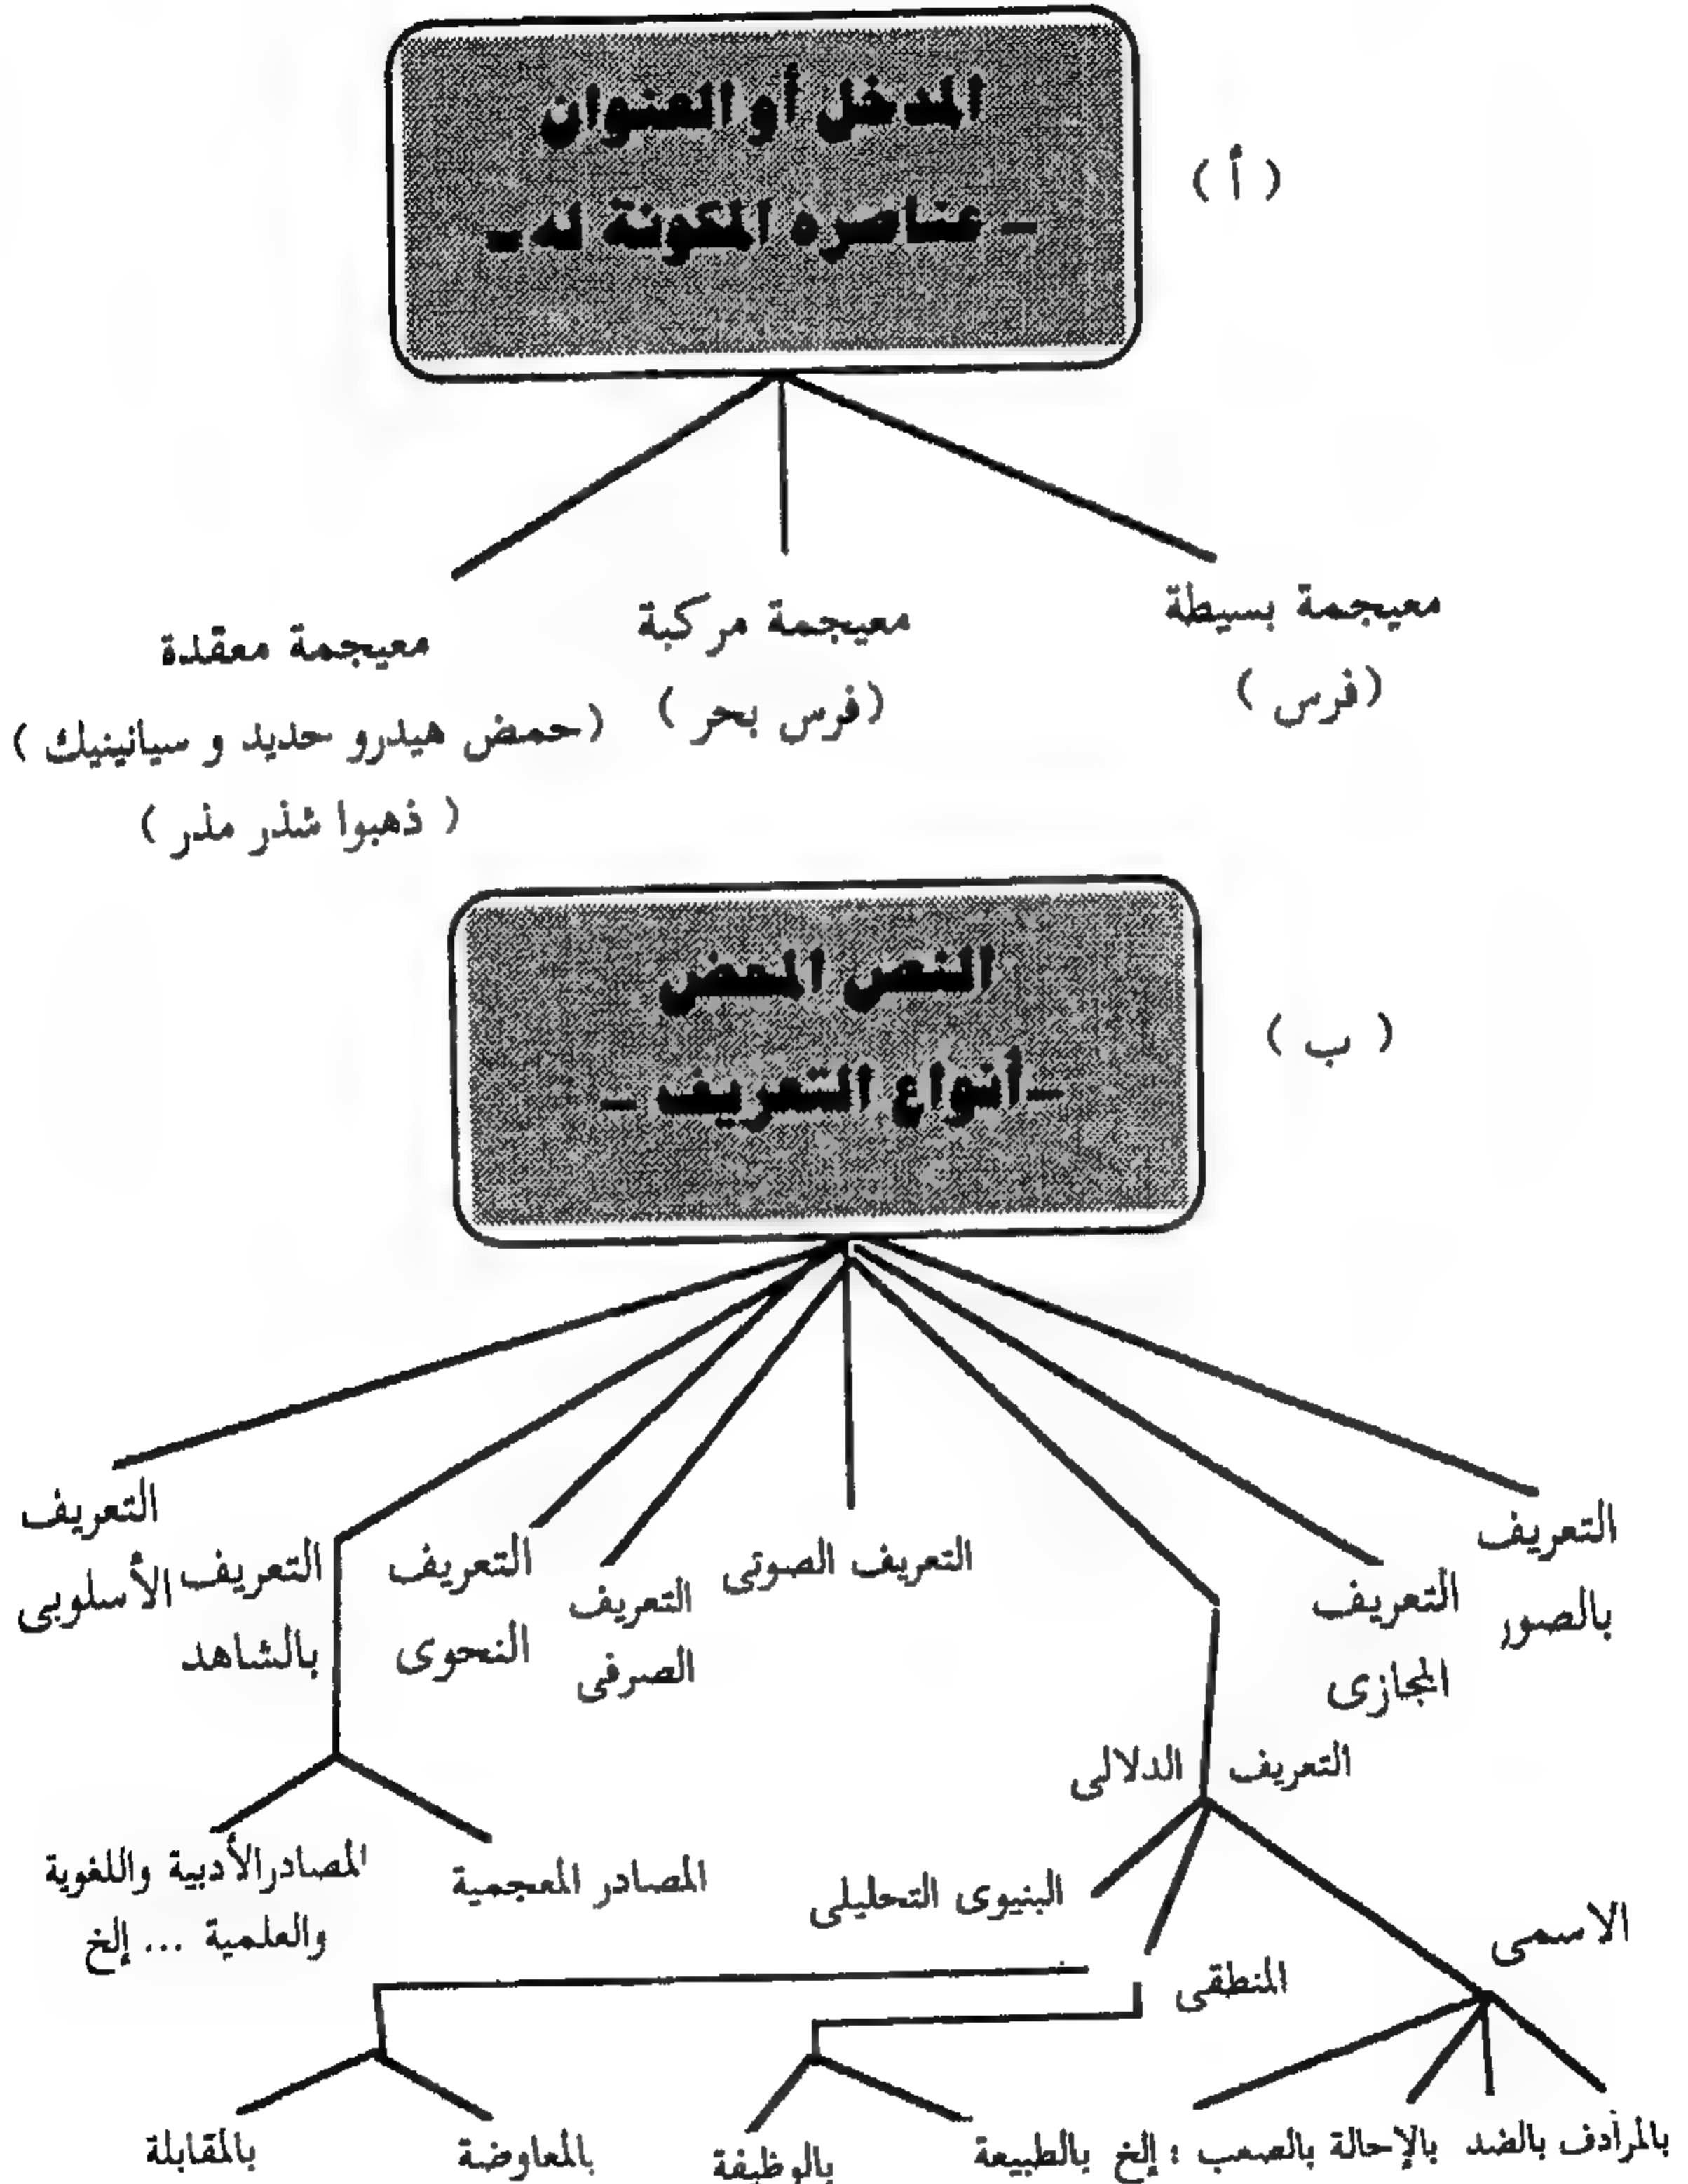 المدخل أو العنوان
- عناصره المكونة له -
( أ )
معيجمة بسيطة
(فرس )
معيجمة مركبة
(فرس بحر )
معيجمة معقدة
(حمض هيدرو حديد و سيانينيك )
( ذهبوا شذر مذر )
النص المعض
-أنواع التعريف -
( ب )
التعريف
بالصور
التعريف
المجازى
التعريف الدلالى
التعريف الصوتى
التعريف
الصرفى
التعريف
النحوى
التعريف
بالشاهد
التعريف
الأسلوبى
الاسمى
المنطقى
البنيوى التحليلى
المصادر المعجمية
المصادر الأدبية واللغوية
والعلمية ... إلخ
بالمرادف بالضد بالإحالة بالصعب ؛ إلخ
بالطبيعة
بالوظيفة
بالمعاوضة
بالمقابلة